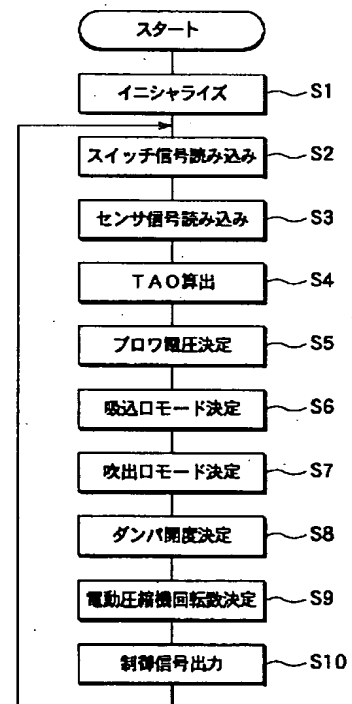 スタート
イニシャライズ S1
スイッチ信号読み込み S2
センサ信号読み込み S3
TAO算出 S4
ブロワ電圧決定 S5
吸込口モード決定 S6
吹出口モード決定 S7
ダンパ開度決定 S8
電動圧縮機回転数決定 S9
制御信号出力 S10